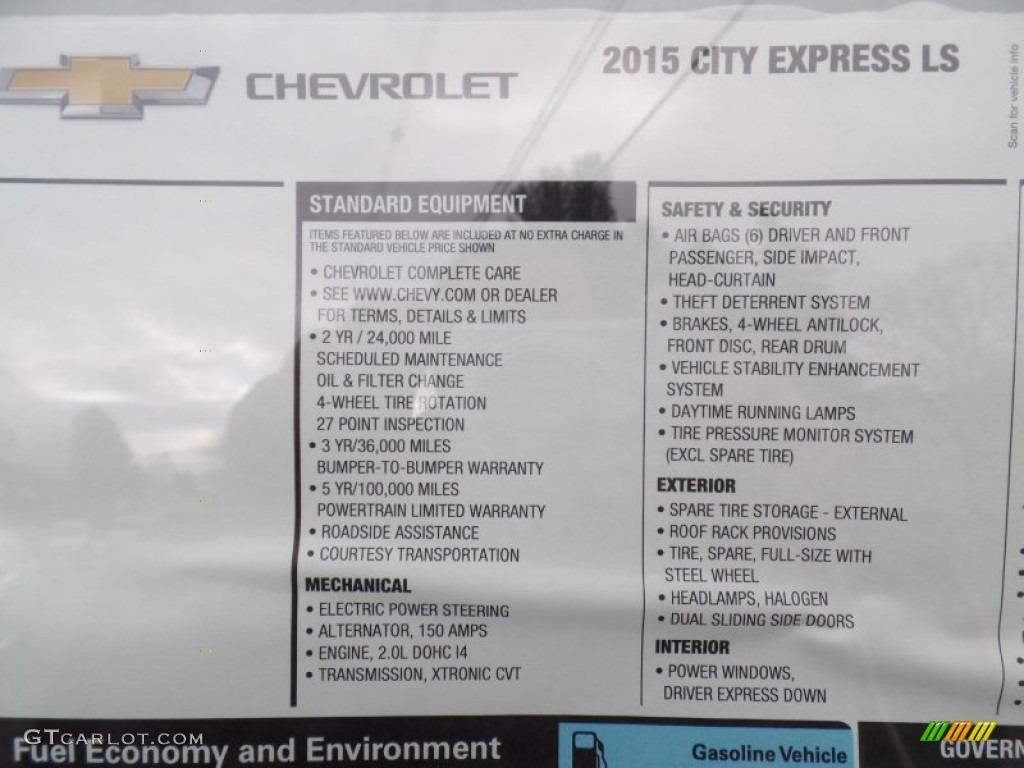 CHEVROLET
2015 CITY EXPRESS LS
Scan for vehicle info
STANDARD EQUIPMENT
ITEMS FEATURED BELOW ARE INCLUDED AT NO EXTRA CHARGE IN
THE STANDARD VEHICLE PRICE SHOWN
• CHEVROLET COMPLETE CARE
• SEE WWW.CHEVY.COM OR DEALER
FOR TERMS, DETAILS & LIMITS
• 2 YR / 24,000 MILE
SCHEDULED MAINTENANCE
OIL & FILTER CHANGE
4-WHEEL TIRE ROTATION
27 POINT INSPECTION
• 3 YR/36,000 MILES
BUMPER-TO-BUMPER WARRANTY
• 5 YR/100,000 MILES
POWERTRAIN LIMITED WARRANTY
• ROADSIDE ASSISTANCE
• COURTESY TRANSPORTATION
MECHANICAL
• ELECTRIC POWER STEERING
• ALTERNATOR, 150 AMPS
• ENGINE, 2.0L DOHC I4
• TRANSMISSION, XTRONIC CVT
SAFETY & SECURITY
• AIR BAGS (6) DRIVER AND FRONT
PASSENGER, SIDE IMPACT,
HEAD-CURTAIN
• THEFT DETERRENT SYSTEM
• BRAKES, 4-WHEEL ANTILOCK,
FRONT DISC, REAR DRUM
• VEHICLE STABILITY ENHANCEMENT
SYSTEM
• DAYTIME RUNNING LAMPS
• TIRE PRESSURE MONITOR SYSTEM
(EXCL SPARE TIRE)
EXTERIOR
• SPARE TIRE STORAGE - EXTERNAL
• ROOF RACK PROVISIONS
• TIRE, SPARE, FULL-SIZE WITH
STEEL WHEEL
• HEADLAMPS, HALOGEN
• DUAL SLIDING SIDE DOORS
INTERIOR
• POWER WINDOWS,
DRIVER EXPRESS DOWN
Fuel Economy and Environment
Gasoline Vehicle
GOVERN
GTCarlot.com